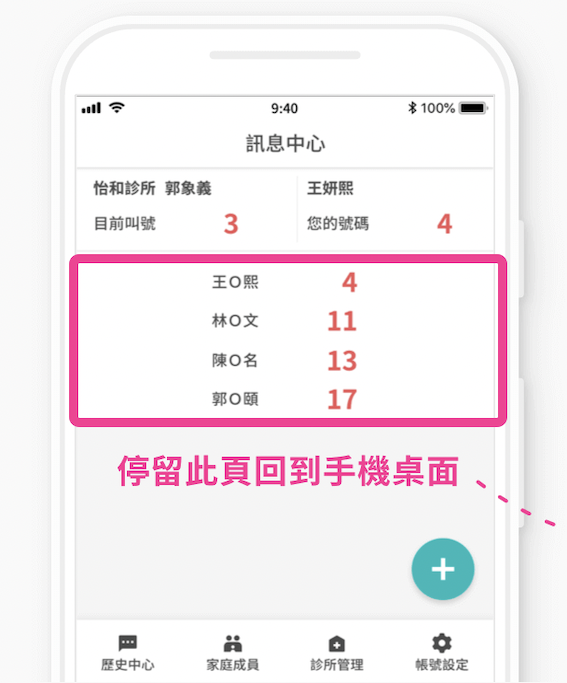 9:40
100%
訊息中心
怡和診所 郭象義
王妍熙
目前叫號 3
您的號碼 4
王O熙 4
林O文 11
陳O名 13
郭O頤 17
停留此頁回到手機桌面
歷史中心
家庭成員
診所管理
帳號設定